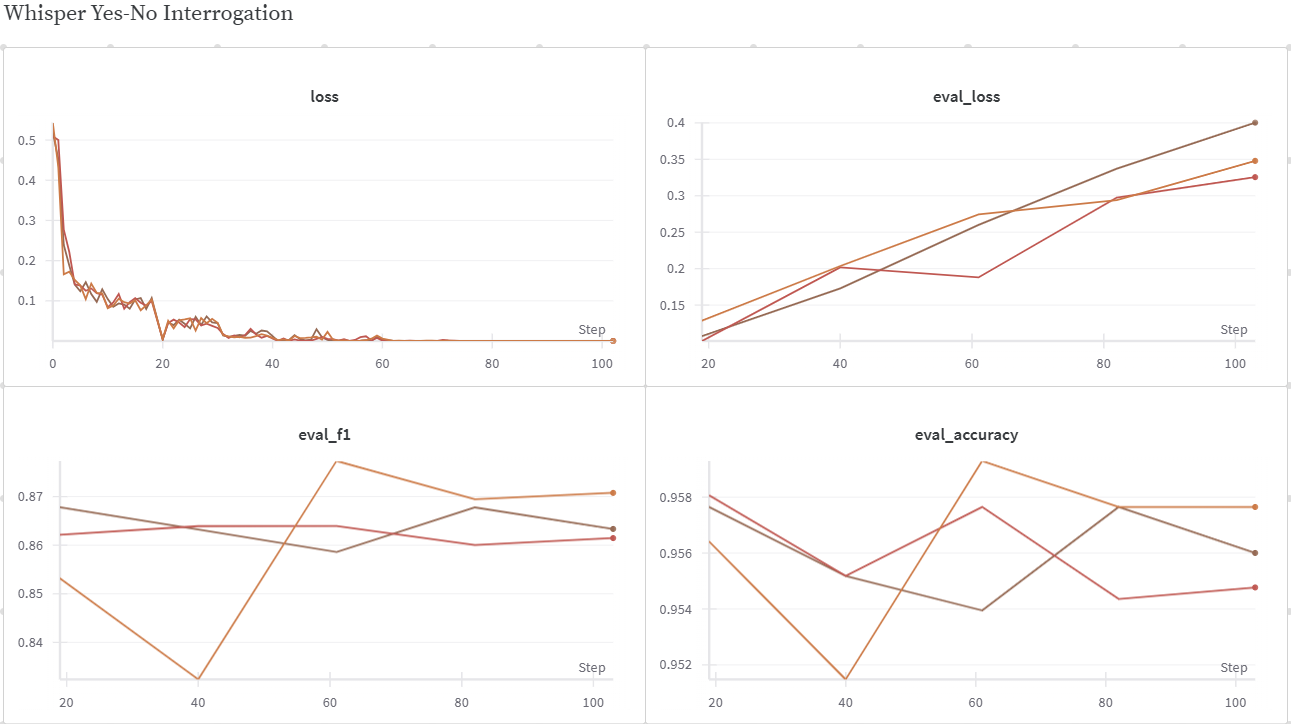 Whisper Yes-No Interrogation
loss
0.5
0.4
0.3
0.2
0.1
Step
0 20 40 60 80 100
eval_loss
0.4
0.35
0.3
0.25
0.2
0.15
Step
20 40 60 80 100
eval_f1
0.87
0.86
0.85
0.84
Step
20 40 60 80 100
eval_accuracy
0.958
0.956
0.954
0.952
Step
20 40 60 80 100